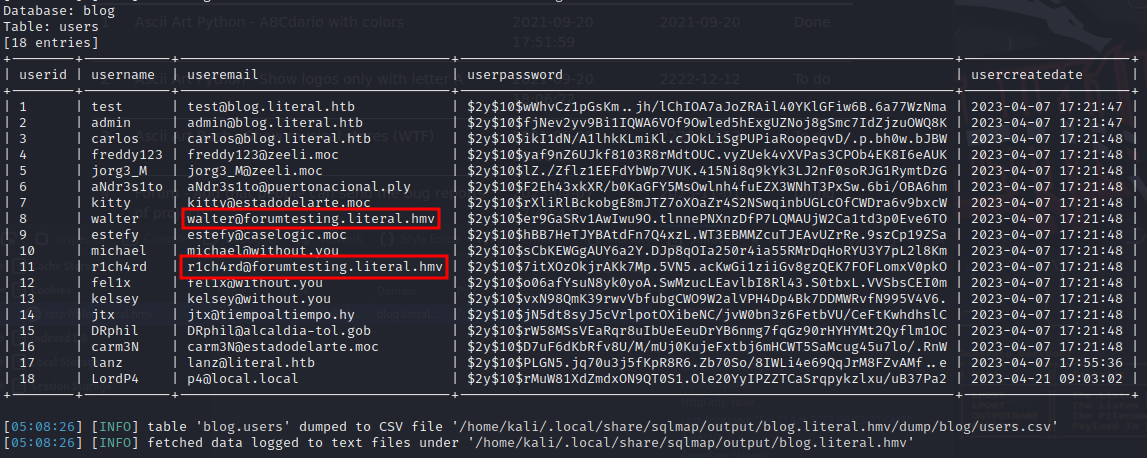 Database: blog
Table: users
[18 entries]
| userid | username | useremail | userpassword | usercreatedate |
| 1 | test | test@blog.literal.htb | $2y$10$wWhvCz1pGsKm..jh/lChIOA7aJoZRAil40YKlGFiw6B.6a77WzNma | 2023-04-07 17:21:47 |
| 2 | admin | admin@blog.literal.htb | $2y$10$fjNev2yv9Bi1IQWA6VOf9Owled5hExgUZNoj8gSmc7IdZjzuOWQ8K | 2023-04-07 17:21:47 |
| 3 | carlos | carlos@blog.literal.htb | $2y$10$ikI1dN/A1lhkKLmiKl.cJOkLiSgPUPiaRoopeqvD/.p.bh0w.bJBW | 2023-04-07 17:21:48 |
| 4 | freddy123 | freddy123@zeeli.moc | $2y$10$yaf9nZ6UJkf8103R8rMdtOUC.vyZUek4vXVPas3CPOb4EK8I6eAUK | 2023-04-07 17:21:48 |
| 5 | jorg3_M | jorg3_M@zeeli.moc | $2y$10$lZ./Zflz1EEFdYbWp7VUK.415Ni8q9kYk3LJ2nF0soRJG1RymtDzG | 2023-04-07 17:21:48 |
| 6 | aNdr3s1to | aNdr3s1to@puertonacional.ply | $2y$10$F2Eh43xkXR/b0KaGFY5MsOwlnh4fuEZX3WNhT3PxSw.6bi/OBA6hm | 2023-04-07 17:21:48 |
| 7 | kitty | kitty@estadodelarte.moc | $2y$10$rXliRlBckobgE8mJTZ7oXOaZr4S2NSwqinbUGLcOfCWDra6v9bxcW | 2023-04-07 17:21:48 |
| 8 | walter | walter@forumtesting.literal.hmv | $2y$10$er9GaSRv1AwIwu9O.tlnnePNXnzDfP7LQMAUjW2Ca1td3p0Eve6TO | 2023-04-07 17:21:48 |
| 9 | estefy | estefy@caselogic.moc | $2y$10$hBB7HeTJYBAtdFn7Q4xzL.WT3EBMMZcuTJEAvUZrRe.9szCp19ZSa | 2023-04-07 17:21:48 |
| 10 | michael | michael@without.you | $2y$10$sCbKEWGgAUY6a2Y.DJp8qOIa250r4ia55RMrDqHoRYU3Y7pL2l8Km | 2023-04-07 17:21:48 |
| 11 | r1ch4rd | r1ch4rd@forumtesting.literal.hmv | $2y$10$7itXOzOkjrAKk7Mp.5VN5.acKwGi1ziiGv8gzQEK7FOFLomxV0pkO | 2023-04-07 17:21:48 |
| 12 | fel1x | fel1x@without.you | $2y$10$o06afYsuN8yk0yoA.SwMzucLEavlbI8Rl43.S0tbxL.VVSbsCEI0m | 2023-04-07 17:21:48 |
| 13 | kelsey | kelsey@without.you | $2y$10$vxN98QmK39rwvVbfubgCWO9W2alVPH4Dp4Bk7DDMWRvfN995V4V6. | 2023-04-07 17:21:48 |
| 14 | jtx | jtx@tiempoaltiempo.hy | $2y$10$jN5dt8syJ5cVrlpotOXibeNC/jvW0bn3z6FetbVU/CeFtKwhdhslC | 2023-04-07 17:21:48 |
| 15 | DRphil | DRphil@alcaldia-tol.gob | $2y$10$rW58MSsVEaRqr8uIbUeEeuDrYB6nmg7fqGz90rHYHYMt2Qyflm1OC | 2023-04-07 17:21:48 |
| 16 | carm3N | carm3N@estadodelarte.moc | $2y$10$D7uF6dKbRfv8U/M/mUj0KujeFxtbj6mHCWT5SaMcug45u7lo/.RnW | 2023-04-07 17:21:48 |
| 17 | lanz | lanz@literal.htb | $2y$10$PLGN5.jq70u3j5fKpR8R6.Zb70So/8IWLi4e69QqJrM8FZvAMf..e | 2023-04-07 17:55:36 |
| 18 | LordP4 | p4@local.local | $2y$10$rMuW81XdZmdxON9QT0S1.Ole20YyIPZZTCaSrqpykzlxu/uB37Pa2 | 2023-04-21 09:03:02 |
[05:08:26] [INFO] table 'blog.users' dumped to CSV file '/home/kali/.local/share/sqlmap/output/blog.literal.hmv/dump/blog/users.csv'
[05:08:26] [INFO] fetched data logged to text files under '/home/kali/.local/share/sqlmap/output/blog.literal.hmv'